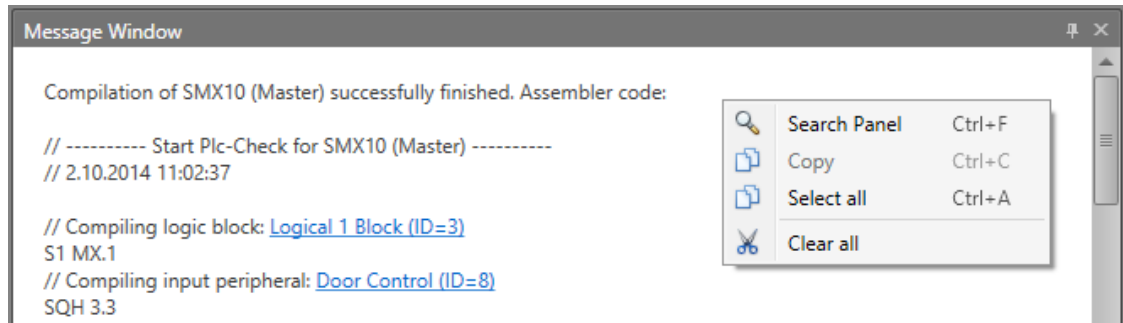 Message Window
Compilation of SMX10 (Master) successfully finished. Assembler code:
// ---------- Start Plc-Check for SMX10 (Master) ----------
// 2.10.2014 11:02:37
// Compiling logic block: Logical 1 Block (ID=3)
S1 MX.1
// Compiling input peripheral: Door Control (ID=8)
SQH 3.3
Search Panel Ctrl+F
Copy Ctrl+C
Select all Ctrl+A
Clear all